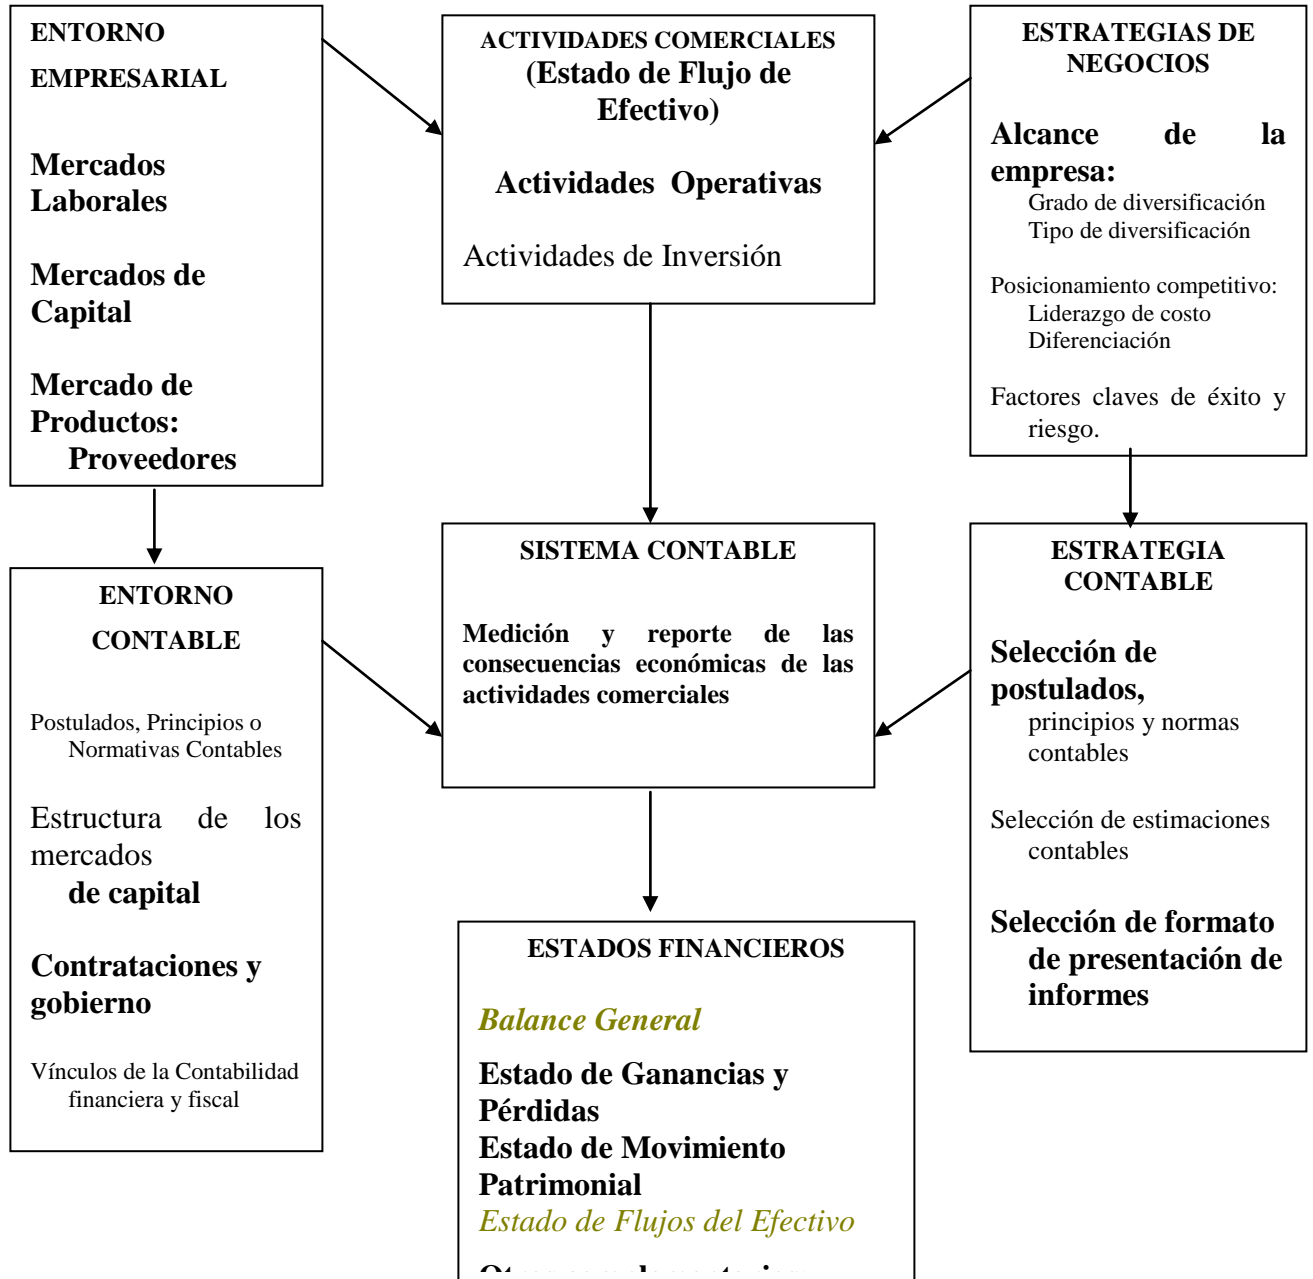 ENTORNO
EMPRESARIAL
Mercados
Laborales
Mercados de
Capital
Mercado de
Productos:
Proveedores
ACTIVIDADES COMERCIALES
(Estado de Flujo de
Efectivo)
Actividades Operativas
Actividades de Inversión
ESTRATEGIAS DE
NEGOCIOS
Alcance de la
empresa:
Grado de diversificación
Tipo de diversificación
Posicionamiento competitivo:
Liderazgo de costo
Diferenciación
Factores claves de éxito y
riesgo.
ENTORNO
CONTABLE
Postulados, Principios o
Normativas Contables
Estructura de los
mercados
de capital
Contrataciones y
gobierno
Vínculos de la Contabilidad
financiera y fiscal
SISTEMA CONTABLE
Medición y reporte de las
consecuencias económicas de las
actividades comerciales
ESTRATEGIA
CONTABLE
Selección de
postulados,
principios y normas
contables
Selección de estimaciones
contables
Selección de formato
de presentación de
informes
ESTADOS FINANCIEROS
Balance General
Estado de Ganancias y
Pérdidas
Estado de Movimiento
Patrimonial
Estado de Flujos del Efectivo